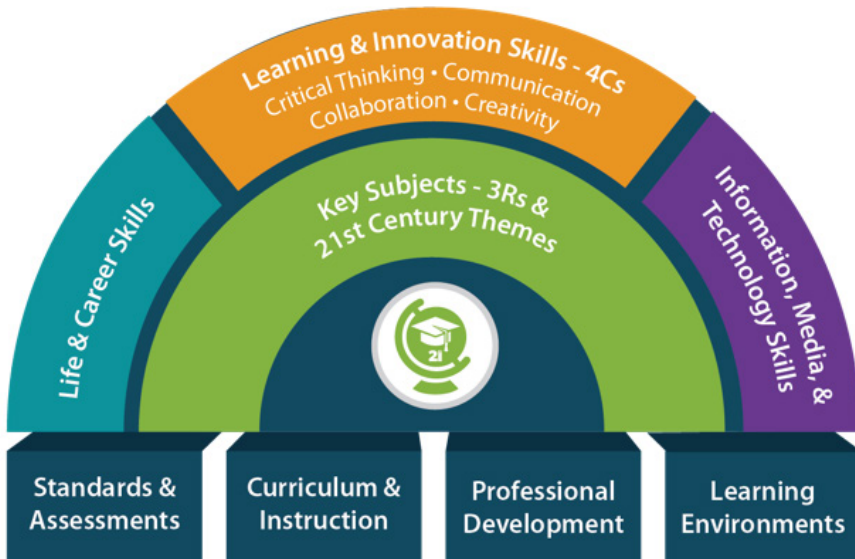 Learning & Innovation Skills - 4Cs
Critical Thinking • Communication
Collaboration • Creativity
Life & Career Skills
Key Subjects - 3Rs &
21st Century Themes
Information, Media, &
Technology Skills
21
Standards &
Assessments
Curriculum &
Instruction
Professional
Development
Learning
Environments